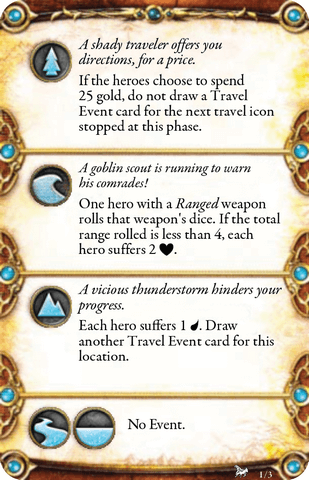 A shady traveler offers you
directions, for a price.
If the heroes choose to spend
25 gold, do not draw a Travel
Event card for the next travel icon
stopped at this phase.
A goblin scout is running to warn
his comrades!
One hero with a Ranged weapon
rolls that weapon's dice. If the total
range rolled is less than 4, each
hero suffers 2 ♥.
A vicious thunderstorm hinders your
progress.
Each hero suffers 1 . Draw
another Travel Event card for this
location.
No Event.
1/3